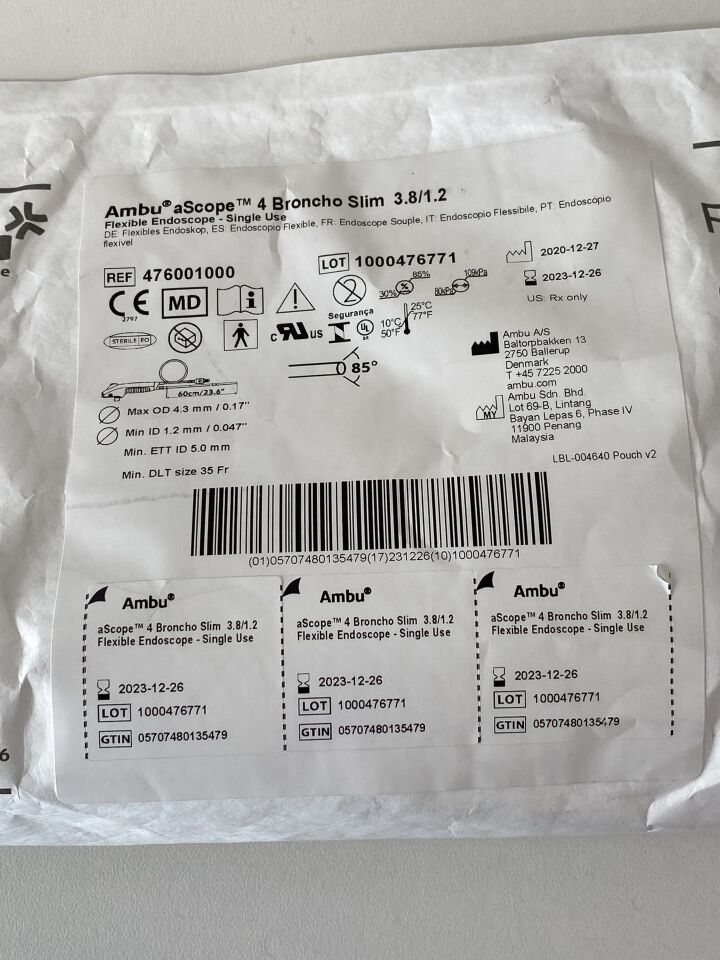 Ambu® aScope™ 4 Broncho Slim 3.8/1.2
Flexible Endoscope - Single Use
DE: Flexibles Endoskop, ES: Endoscopio Flexible, FR: Endoscope Souple, IT: Endoscopio Flessibile, PT: Endoscópio
flexível
REF 476001000
LOT 1000476771
2020-12-27
2023-12-26
US: Rx only
CE
2797
MD
i
2
30%
85%
80kPa
109kPa
STERILE EO
c RU US
Segurança
UL
BR
10°C
50°F
25°C
77°F
60cm/23.6"
85°
Max OD 4.3 mm / 0.17"
Min ID 1.2 mm / 0.047"
Min. ETT ID 5.0 mm
Min. DLT size 35 Fr
Ambu A/S
Baltorpbakken 13
2750 Ballerup
Denmark
T +45 7225 2000
ambu.com
MY
Ambu Sdn. Bhd.
Lot 69-B, Lintang
Bayan Lepas 6, Phase IV
11900 Penang
Malaysia
LBL-004640 Pouch v2
(01)05707480135479(17)231226(10)1000476771
Ambu®
aScope™ 4 Broncho Slim 3.8/1.2
Flexible Endoscope - Single Use
2023-12-26
LOT 1000476771
GTIN 05707480135479
Ambu®
aScope™ 4 Broncho Slim 3.8/1.2
Flexible Endoscope - Single Use
2023-12-26
LOT 1000476771
GTIN 05707480135479
Ambu®
aScope™ 4 Broncho Slim 3.8/1.2
Flexible Endoscope - Single Use
2023-12-26
LOT 1000476771
GTIN 05707480135479